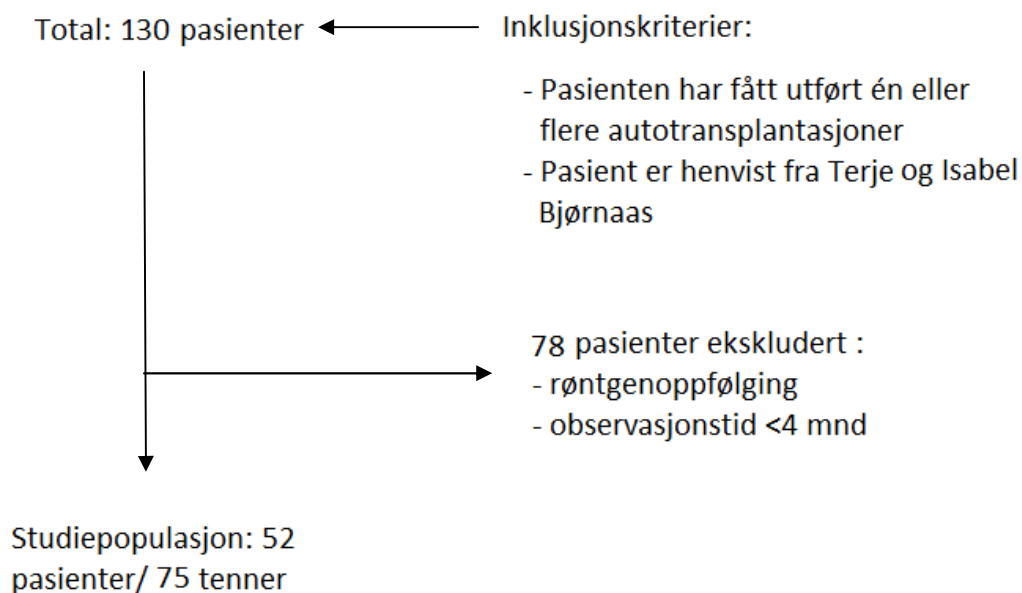 Total: 130 pasienter
Inklusjonskriterier:
- Pasienten har fått utført én eller
flere autotransplantasjoner
- Pasient er henvist fra Terje og Isabel
Bjørnaas
78 pasienter ekskludert :
- røntgenoppfølging
- observasjonstid <4 mnd
Studiepopulasjon: 52
pasienter/ 75 tenner